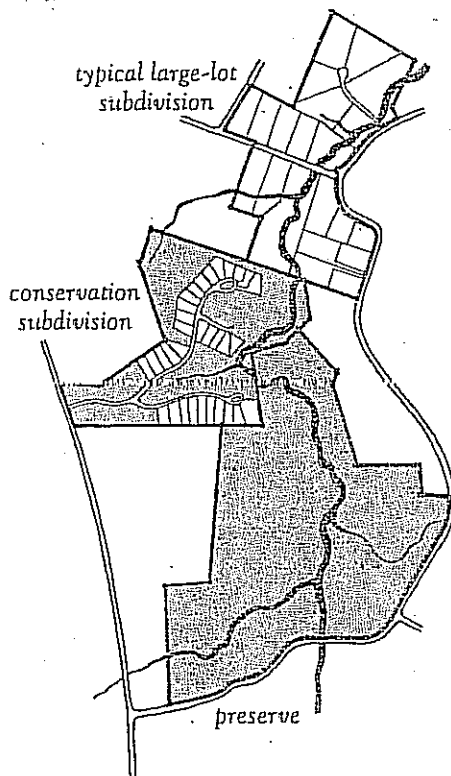 typical large-lot
subdivision
conservation
subdivision
preserve